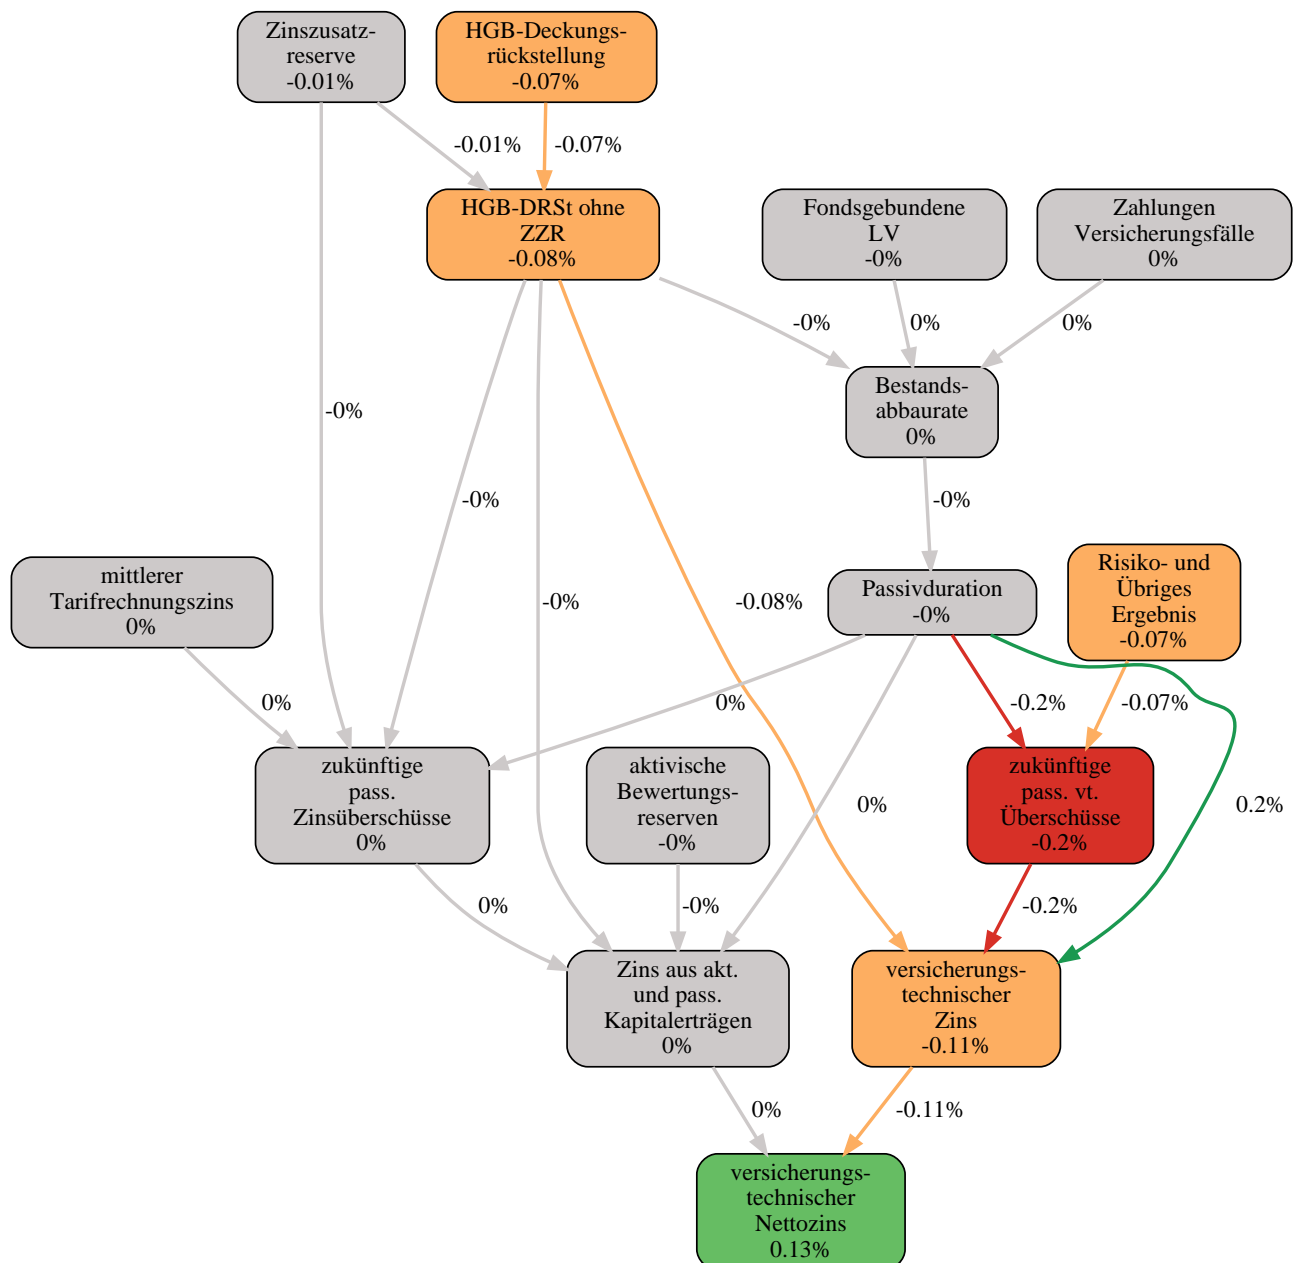 Zinszusatz-
reserve
-0.01%
HGB-Deckungs-
rückstellung
-0.07%
-0.01%
-0.07%
HGB-DRSt ohne
ZZR
-0.08%
Fondsgebundene
LV
-0%
Zahlungen
Versicherungsfälle
0%
-0%
0%
0%
Bestands-
abbaurate
0%
-0%
-0%
-0%
mittlerer
Tarifrechnungszins
0%
-0%
-0.08%
Passivduration
-0%
Risiko- und
Übriges
Ergebnis
-0.07%
0%
0%
-0.2%
-0.07%
zukünftige
pass.
Zinsüberschüsse
0%
aktivische
Bewertungs-
reserven
-0%
0%
zukünftige
pass. vt.
Überschüsse
-0.2%
0.2%
0%
-0%
-0.2%
Zins aus akt.
und pass.
Kapitalerträgen
0%
versicherungs-
technischer
Zins
-0.11%
0%
-0.11%
versicherungs-
technischer
Nettozins
0.13%